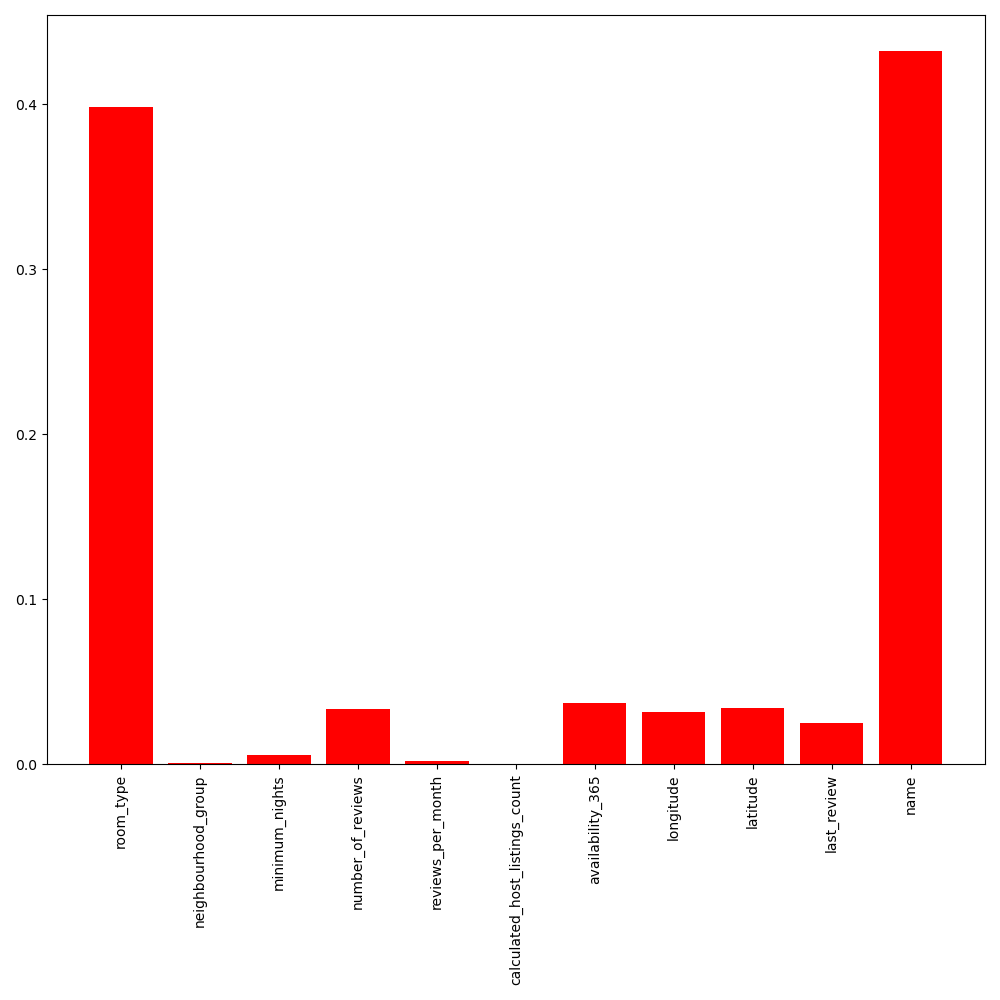 0.4
0.3
0.2
0.1
0.0
room_type
neighbourhood_group
minimum_nights
number_of_reviews
reviews_per_month
calculated_host_listings_count
availability_365
longitude
latitude
last_review
name